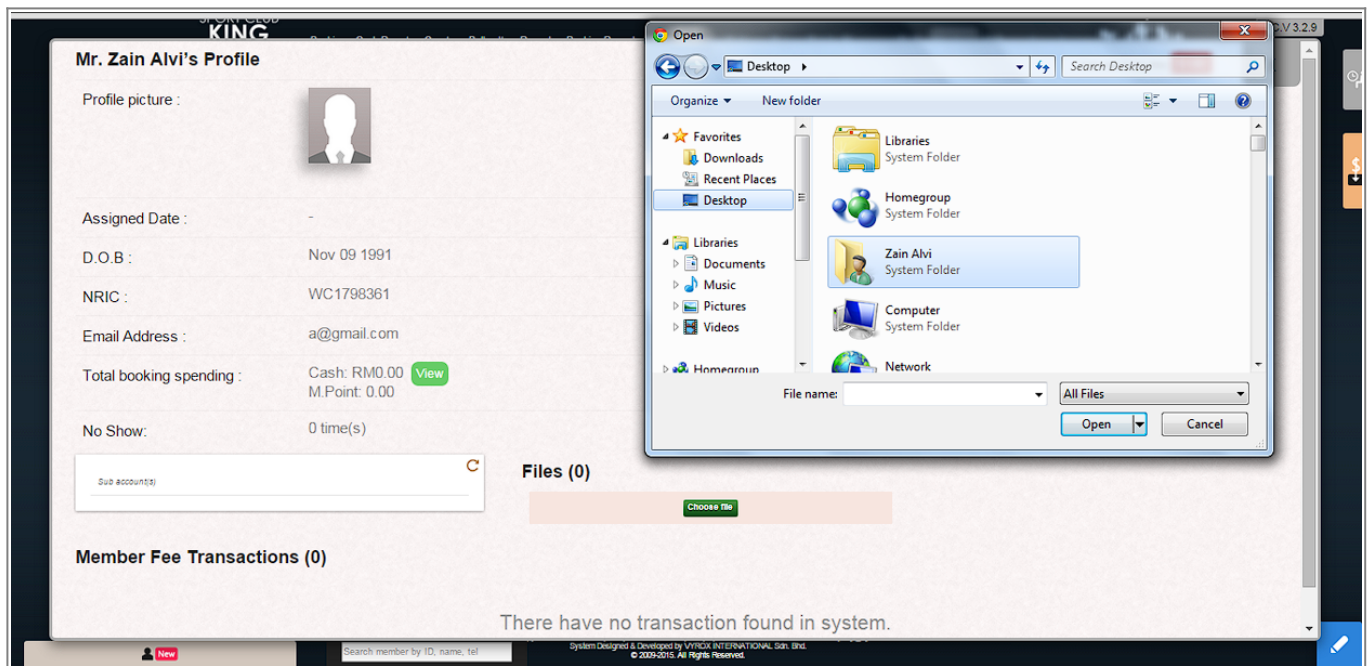 SPORT CLUB
KING
C.V 3.2.9
Mr. Zain Alvi's Profile
Profile picture :
Assigned Date :
-
D.O.B :
Nov 09 1991
NRIC :
WC1798361
Email Address :
a@gmail.com
Total booking spending :
Cash: RM0.00 View
M.Point: 0.00
No Show:
0 time(s)
Sub account(s)
Files (0)
Choose file
Member Fee Transactions (0)
There have no transaction found in system.
New
Search member by ID, name, tel
System Designed & Developed by VYROX INTERNATIONAL Sdn. Bhd.
© 2009-2015. All Rights Reserved.
Open
Desktop
Search Desktop
Organize
New folder
Favorites
Downloads
Recent Places
Desktop
Libraries
Documents
Music
Pictures
Videos
Homegroup
Libraries
System Folder
Homegroup
System Folder
Zain Alvi
System Folder
Computer
System Folder
Network
File name:
All Files
Open
Cancel